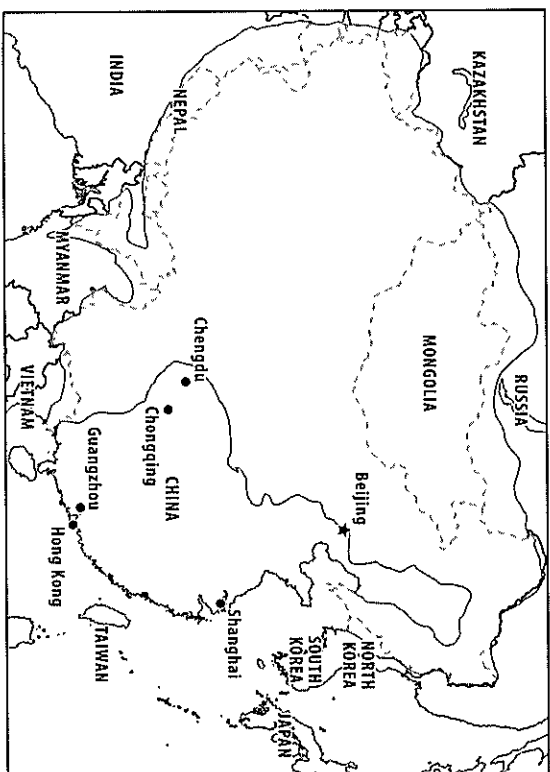 KAZAKHSTAN
RUSSIA
MONGOLIA
Beijing
NORTH
KOREA
SOUTH
KOREA
JAPAN
INDIA
NEPAL
Chengdu
Chongqing
CHINA
Shanghai
MYANMAR
VIETNAM
Guangzhou
Hong Kong
TAIWAN